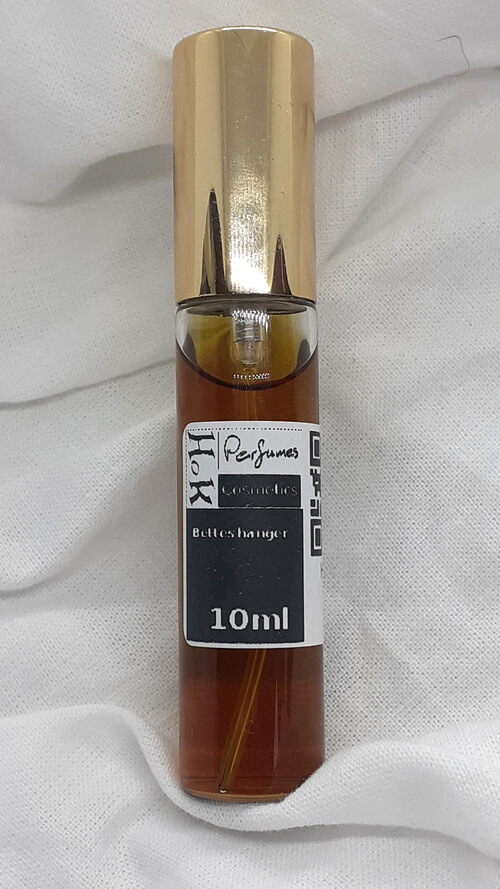 HoK
Perfumes
Cosmetics
Betteshanger
10ml